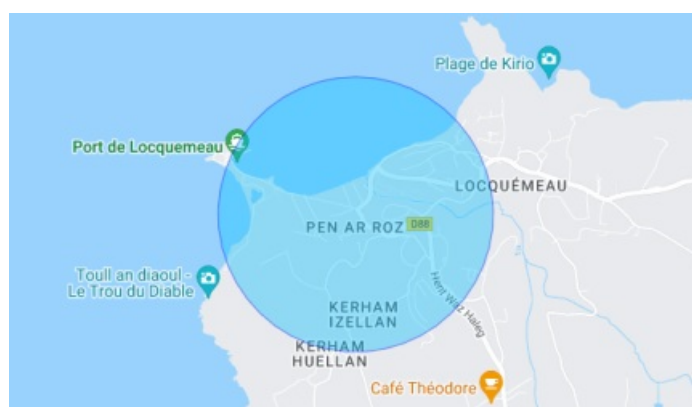 Plage de Kirio
Port de Locquemeau
LOCQUÉMEAU
PEN AR ROZ
D88
Toull an diaoul -
Le Trou du Diable
Hent Waz Haleg
KERHAM
IZELLAN
KERHAM
HUELLAN
Café Théodore